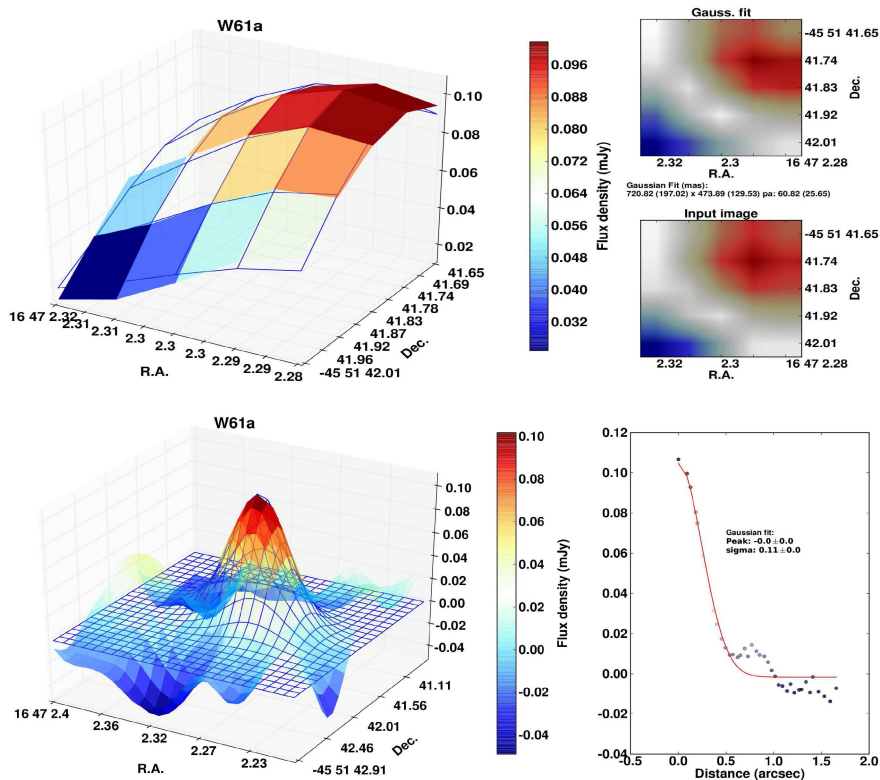 W61a
0.10
0.08
0.06
0.04
0.02
16 47 2.32
2.31
2.31
2.3
2.3
2.3
2.29
2.29
2.28
R.A.
41.65
41.69
41.74
41.78
41.83
41.87
41.92
41.96
-45 51 42.01
Dec.
0.096
0.088
0.080
0.072
0.064
0.056
0.048
0.040
0.032
Flux density (mJy)
Gauss. fit
-45 51 41.65
41.74
41.83
41.92
42.01
Dec.
2.32
2.3
16 47 2.28
R.A.
Gaussian Fit (mas):
720.82 (197.02) x 473.89 (129.53) pa: 60.82 (25.65)
Input image
-45 51 41.65
41.74
41.83
41.92
42.01
Dec.
2.32
2.3
16 47 2.28
R.A.
W61a
0.10
0.08
0.06
0.04
0.02
0.00
-0.02
-0.04
16 47 2.4
2.36
2.32
2.27
2.23
R.A.
41.11
41.56
42.01
42.46
-45 51 42.91
Dec.
0.10
0.08
0.06
0.04
0.02
0.00
-0.02
-0.04
Flux density (mJy)
0.12
0.10
0.08
0.06
0.04
0.02
0.00
-0.02
-0.04
Gaussian fit:
Peak: -0.0±0.0
sigma: 0.11±0.0
-0.5
0.0
0.5
1.0
1.5
2.0
Distance (arcsec)